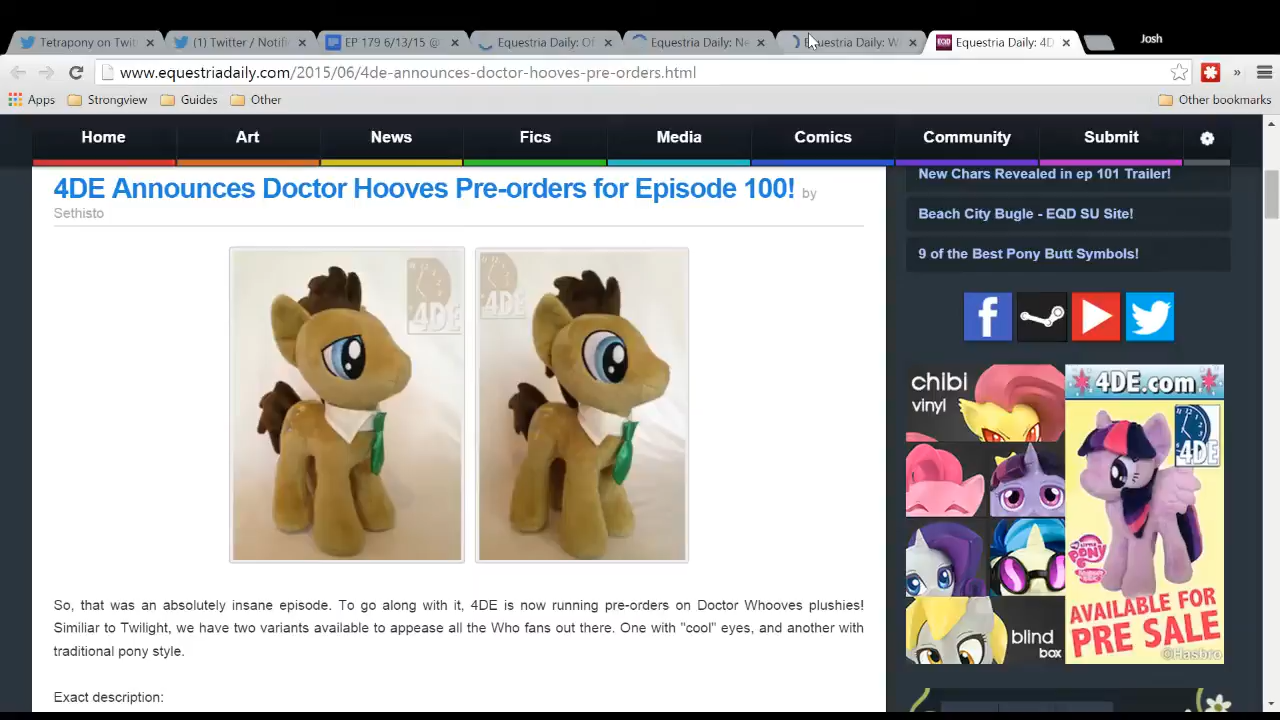 Tetrapony on Twit
(1) Twitter / Notifi
EP 179 6/13/15 @
Equestria Daily: Of
Equestria Daily: Ne
Equestria Daily: W
EQD
Equestria Daily: 4D
Josh
www.equestriadaily.com/2015/06/4de-announces-doctor-hooves-pre-orders.html
Apps
Strongview
Guides
Other
Other bookmarks
Home
Art
News
Fics
Media
Comics
Community
Submit
4DE Announces Doctor Hooves Pre-orders for Episode 100! by
Sethisto
4DE
4DE
So, that was an absolutely insane episode. To go along with it, 4DE is now running pre-orders on Doctor Whooves plushies!
Similiar to Twilight, we have two variants available to appease all the Who fans out there. One with "cool" eyes, and another with
traditional pony style.
Exact description:
New Chars Revealed in ep 101 Trailer!
Beach City Bugle - EQD SU Site!
9 of the Best Pony Butt Symbols!
chibi
vinyl
blind
box
4DE.com
4DE
my LITTLE
PONY
AVAILABLE FOR
PRE SALE
©Hasbro